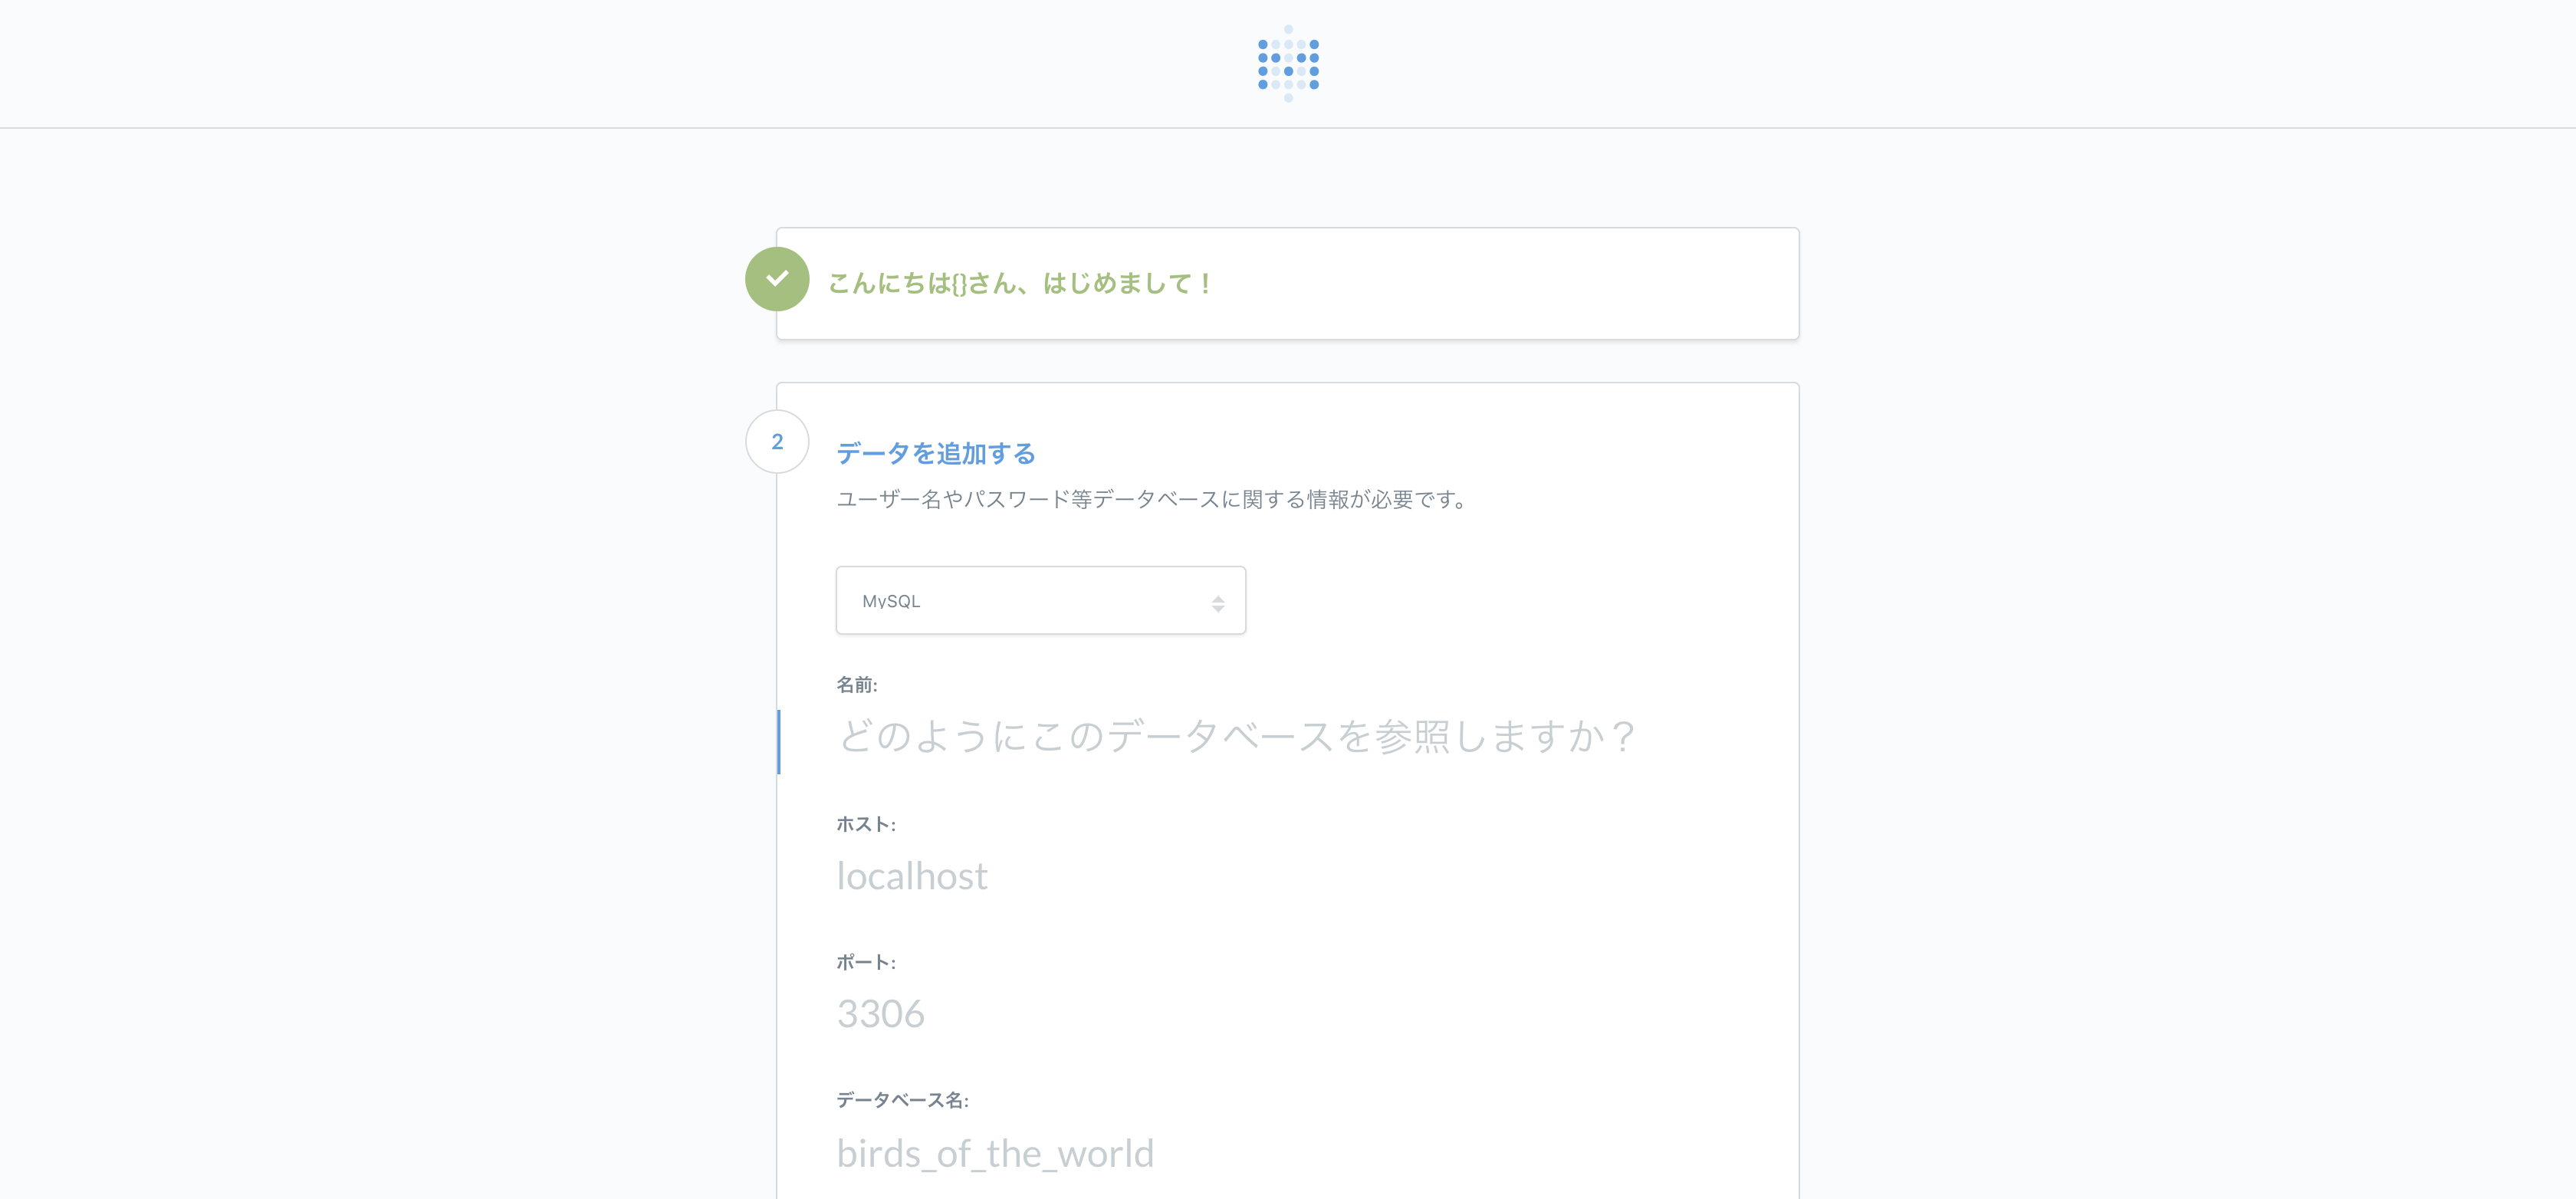 こんにちは{}さん、はじめまして！
2
データを追加する
ユーザー名やパスワード等データベースに関する情報が必要です。
MySQL
名前:
どのようにこのデータベースを参照しますか？
ホスト:
localhost
ポート:
3306
データベース名:
birds_of_the_world